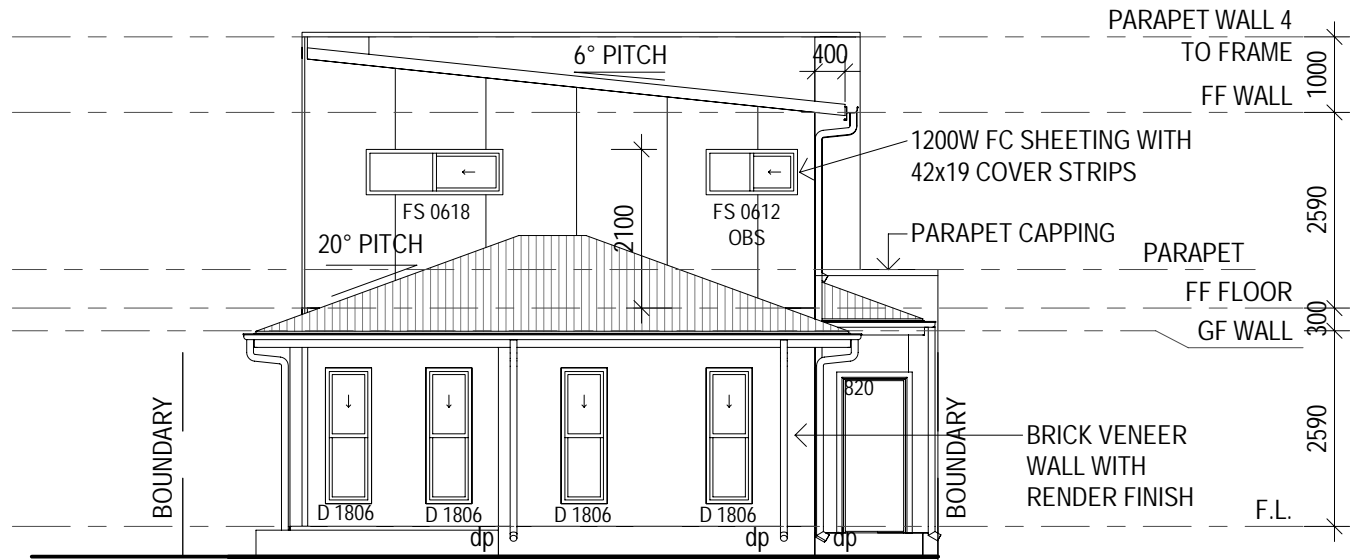 PARAPET WALL 4
TO FRAME
6° PITCH
400
1000
FF WALL
1200W FC SHEETING WITH
42x19 COVER STRIPS
FS 0618
FS 0612
OBS
2100
2590
20° PITCH
PARAPET CAPPING
PARAPET
FF FLOOR
300
GF WALL
820
BOUNDARY
BOUNDARY
2590
BRICK VENEER
WALL WITH
RENDER FINISH
D 1806
D 1806
D 1806
D 1806
F.L.
dp
dp
dp